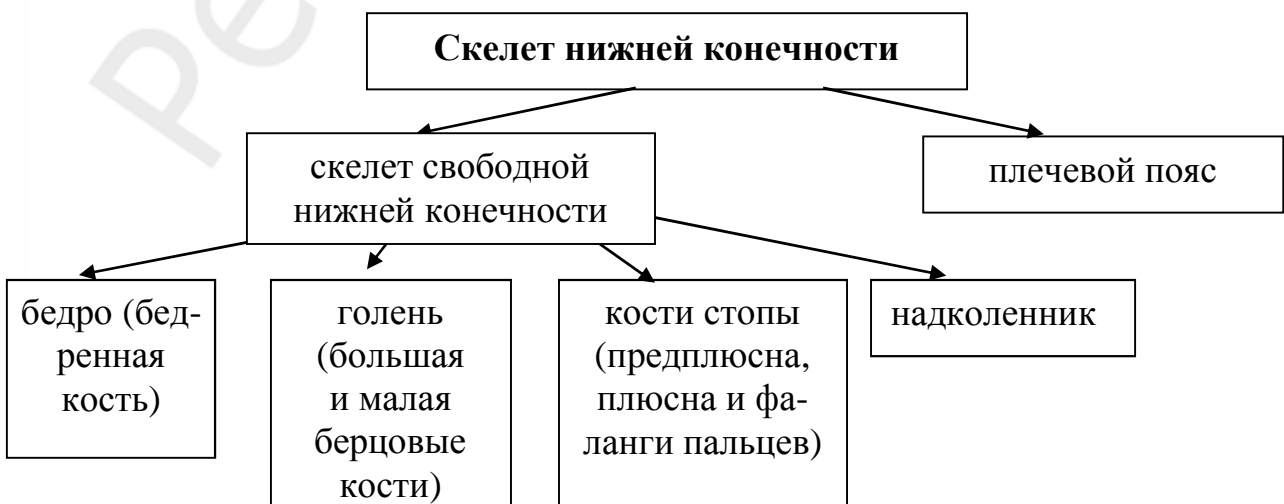 Скелет нижней конечности
скелет свободной
нижней конечности
плечевой пояс
бедро (бед-
ренная
кость)
голень
(большая
и малая
берцовые
кости)
кости стопы
(предплюсна,
плюсна и фа-
ланги пальцев)
надколенник